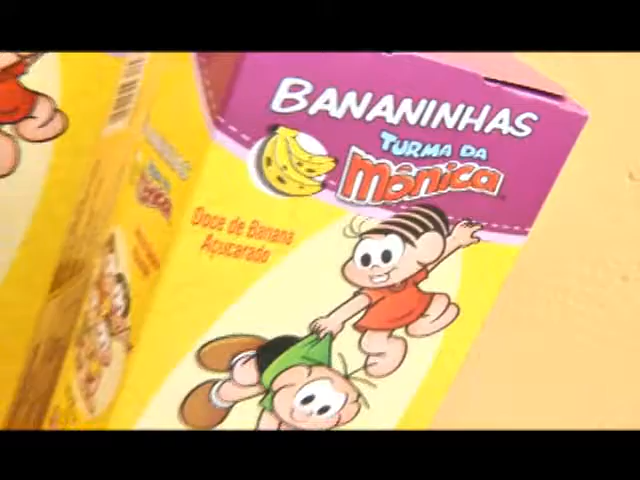 BANANINHAS
TURMA DA
Mônica
Doce de Banana
Açucarado